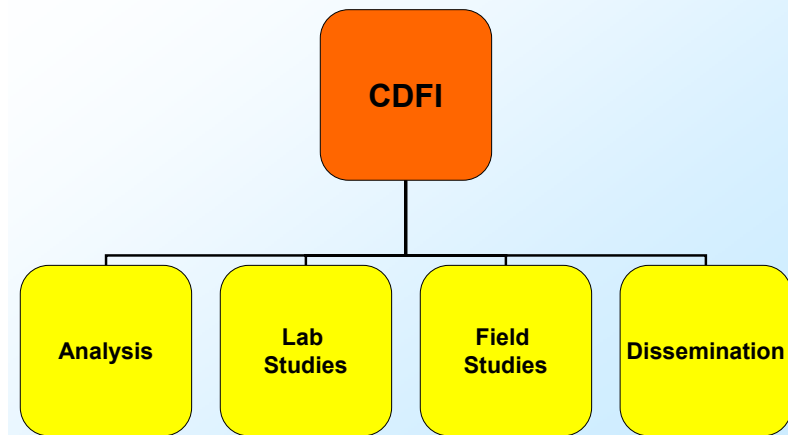 CDFI
Analysis
Lab
Studies
Field
Studies
Dissemination